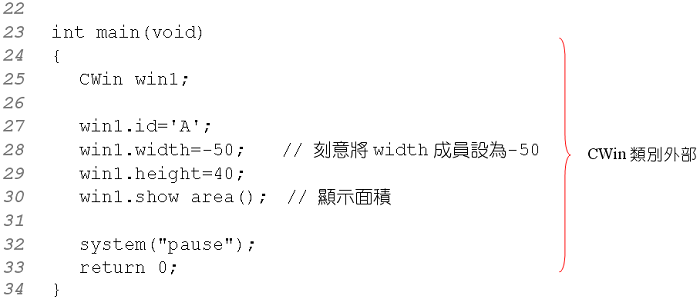 22
23 int main(void)
24 {
25 CWin win1;
26
27 win1.id='A';
28 win1.width=-50; // 刻意將 width 成員設為-50
29 win1.height=40;
30 win1.show area(); // 顯示面積
31
32 system("pause");
33 return 0;
34 }
CWin 類別外部